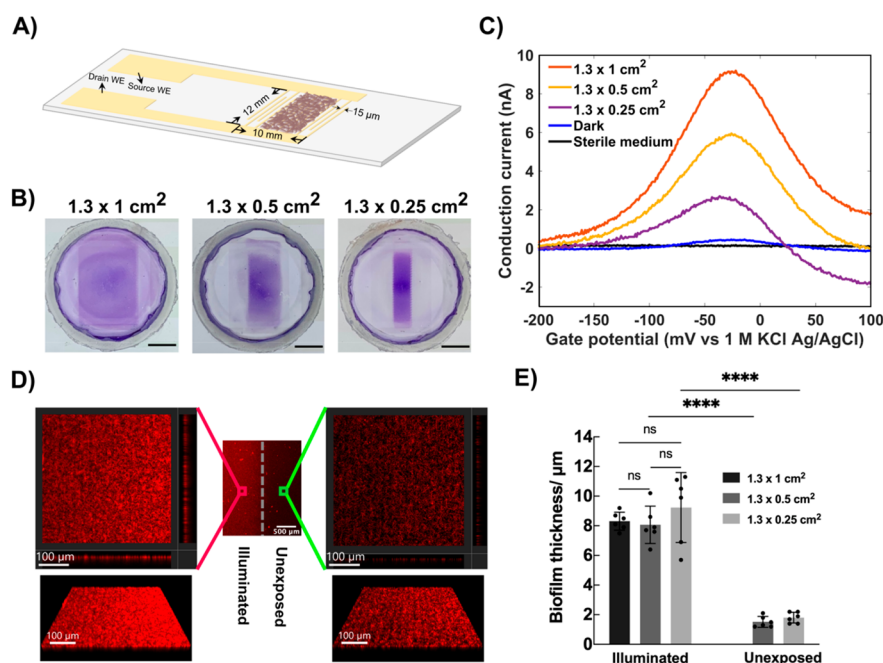 A)
Drain WE
Source WE
12 mm
15 µm
10 mm
B)
1.3 x 1 cm²
1.3 x 0.5 cm²
1.3 x 0.25 cm²
C)
Conduction current (nA)
10
8
6
4
2
0
-2
1.3 x 1 cm²
1.3 x 0.5 cm²
1.3 x 0.25 cm²
Dark
Sterile medium
-200
-150
-100
-50
0
50
100
Gate potential (mV vs 1 M KCl Ag/AgCl)
D)
100 µm
100 µm
500 µm
Illuminated
Unexposed
100 µm
100 µm
E)
Biofilm thickness/ µm
14
12
10
8
6
4
2
0
****
****
ns
ns
ns
1.3 x 1 cm²
1.3 x 0.5 cm²
1.3 x 0.25 cm²
Illuminated
Unexposed